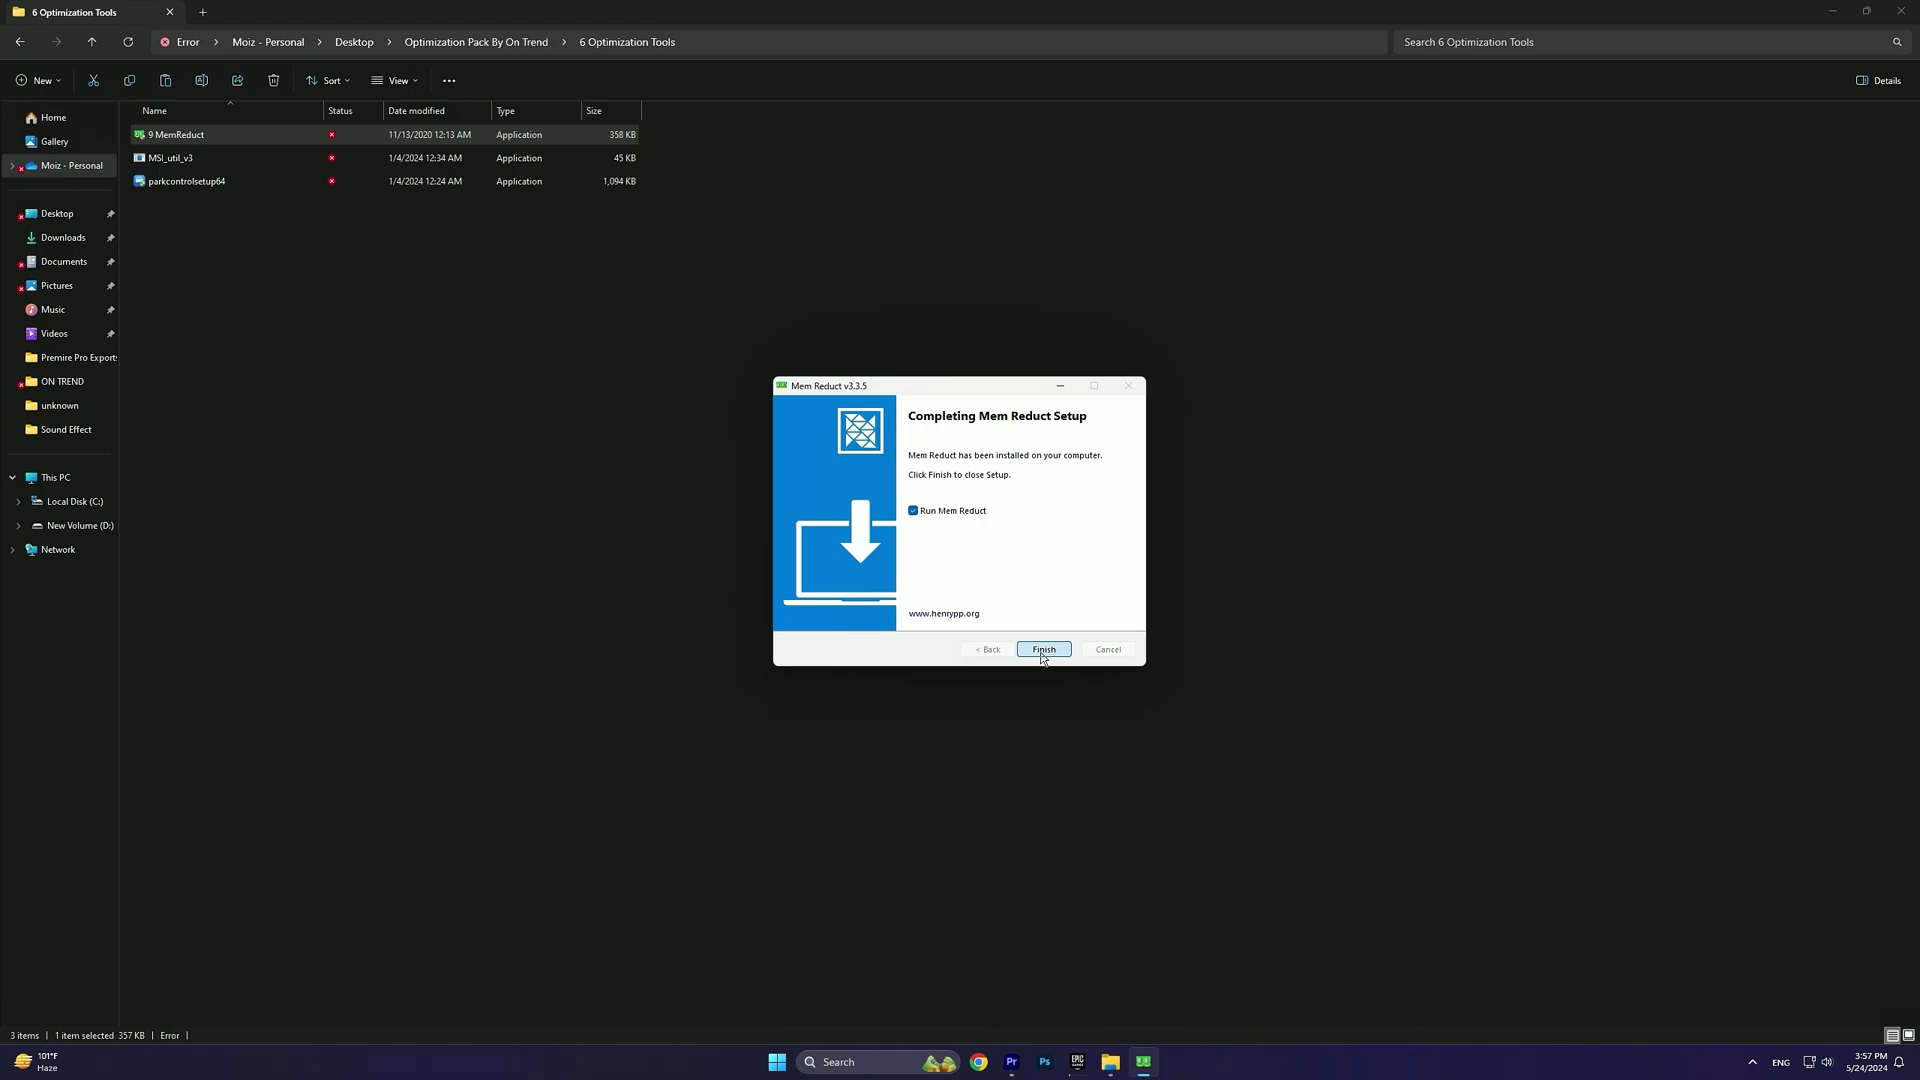 6 Optimization Tools
Error > Moiz - Personal > Desktop > Optimization Pack By On Trend > 6 Optimization Tools
Search 6 Optimization Tools
New
Sort
View
Details
Name Status Date modified Type Size
9 MemReduct 11/13/2020 12:13 AM Application 358 KB
MSI_util_v3 1/4/2024 12:34 AM Application 45 KB
parkcontrolsetup64 1/4/2024 12:24 AM Application 1,094 KB
Home
Gallery
Moiz - Personal
Desktop
Downloads
Documents
Pictures
Music
Videos
Premire Pro Exports
ON TREND
unknown
Sound Effect
This PC
Local Disk (C:)
New Volume (D:)
Network
Mem Reduct v3.3.5
Completing Mem Reduct Setup
Mem Reduct has been installed on your computer.
Click Finish to close Setup.
Run Mem Reduct
www.henrypp.org
< Back Finish Cancel
3 items | 1 item selected 357 KB | Error |
101°F
Haze
Search
Pr
Ps
EPIC
GAMES
ENG
3:57 PM
5/24/2024